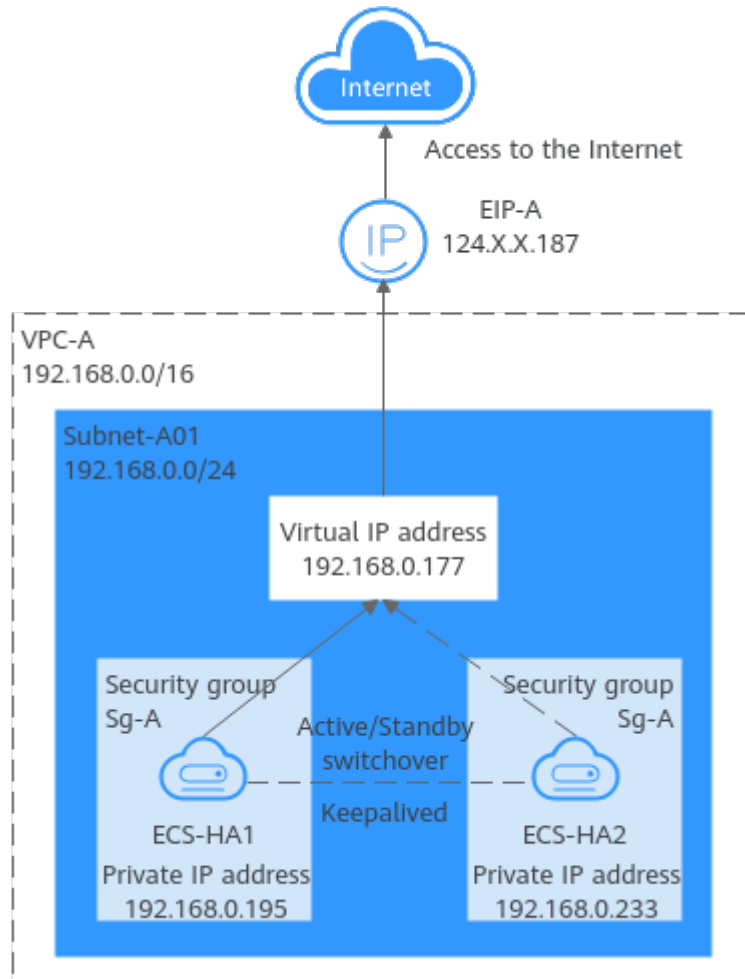 Internet
Access to the Internet
EIP-A
IP
124.X.X.187
VPC-A
192.168.0.0/16
Subnet-A01
192.168.0.0/24
Virtual IP address
192.168.0.177
Security group
Sg-A
Security group
Sg-A
Active/Standby
switchover
Keepalived
ECS-HA1
Private IP address
192.168.0.195
ECS-HA2
Private IP address
192.168.0.233